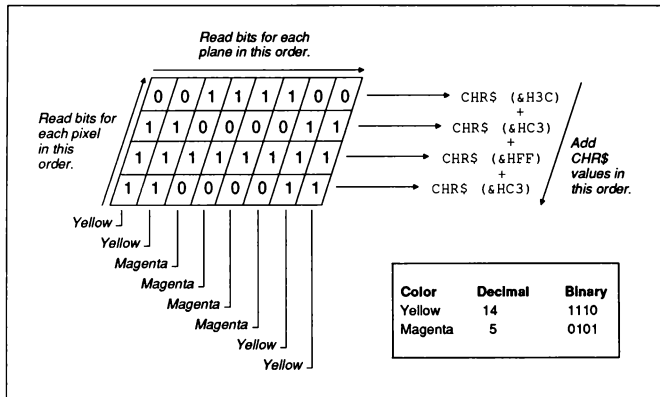 Read bits for each
plane in this order.
Read bits for
each pixel
in this
order.
0 0 1 1 1 1 0 0
1 1 0 0 0 0 1 1
1 1 1 1 1 1 1 1
1 1 0 0 0 0 1 1
CHR$ (&H3C)
+
CHR$ (&HC3)
+
CHR$ (&HFF)
+
CHR$ (&HC3)
Add
CHR$
values in
this order.
Yellow
Yellow
Magenta
Magenta
Magenta
Magenta
Yellow
Yellow
Color Decimal Binary
Yellow 14 1110
Magenta 5 0101